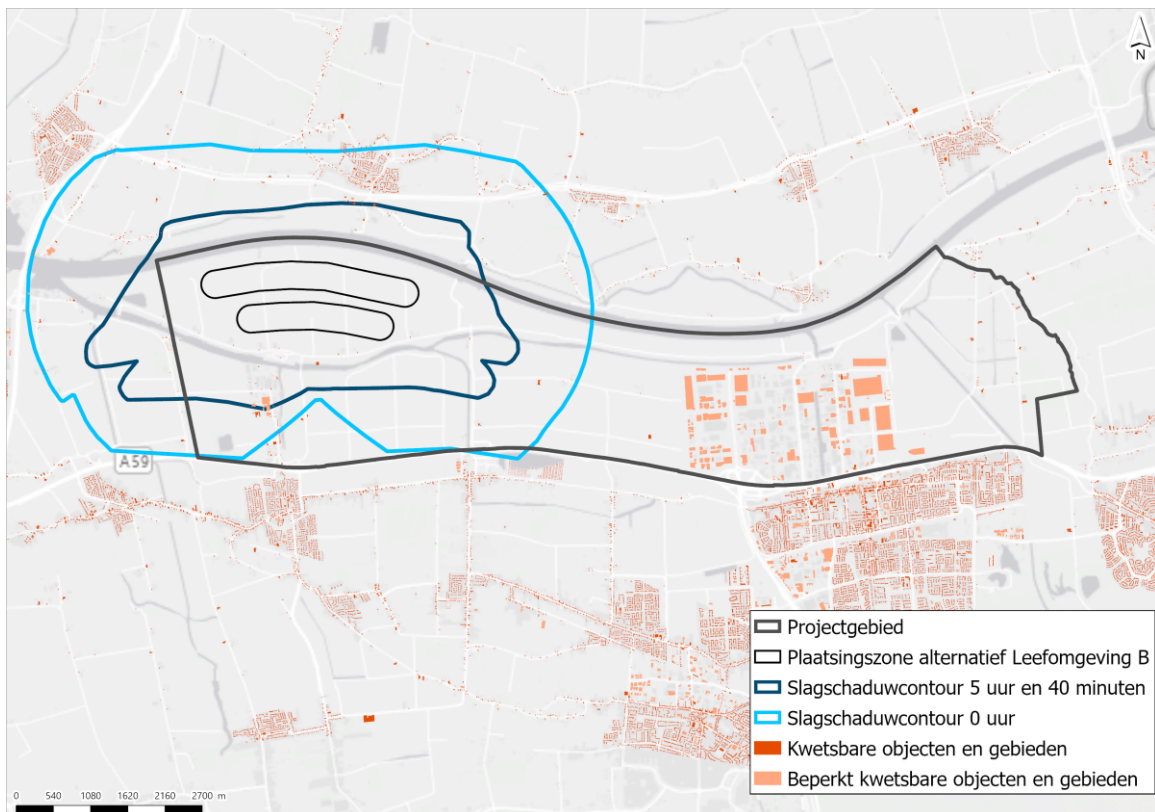 N
A59
Projectgebied
Plaatsingszone alternatief Leefomgeving B
Slagschaduwcontour 5 uur en 40 minuten
Slagschaduwcontour 0 uur
Kwetsbare objecten en gebieden
Beperkt kwetsbare objecten en gebieden
0 540 1080 1620 2160 2700 m